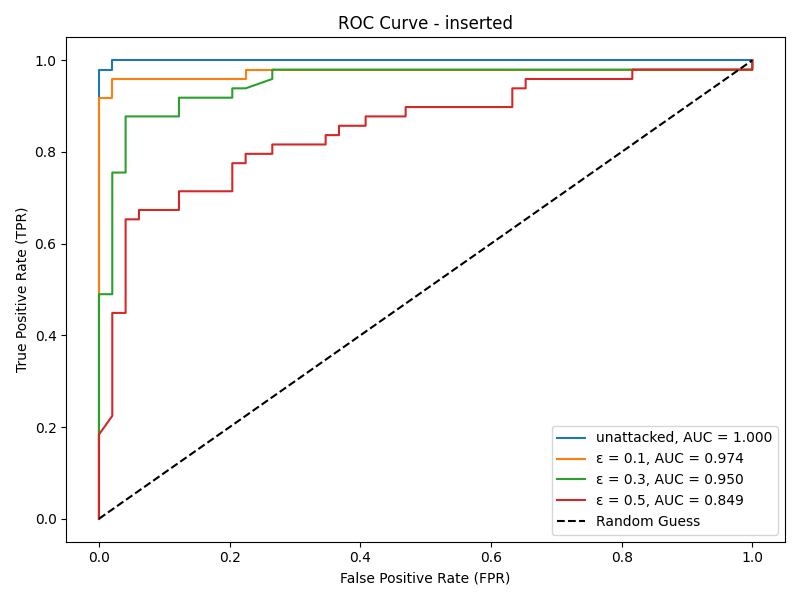 ROC Curve - inserted
True Positive Rate (TPR)
1.0
0.8
0.6
0.4
0.2
0.0
0.0 0.2 0.4 0.6 0.8 1.0
False Positive Rate (FPR)
unattacked, AUC = 1.000
ε = 0.1, AUC = 0.974
ε = 0.3, AUC = 0.950
ε = 0.5, AUC = 0.849
Random Guess